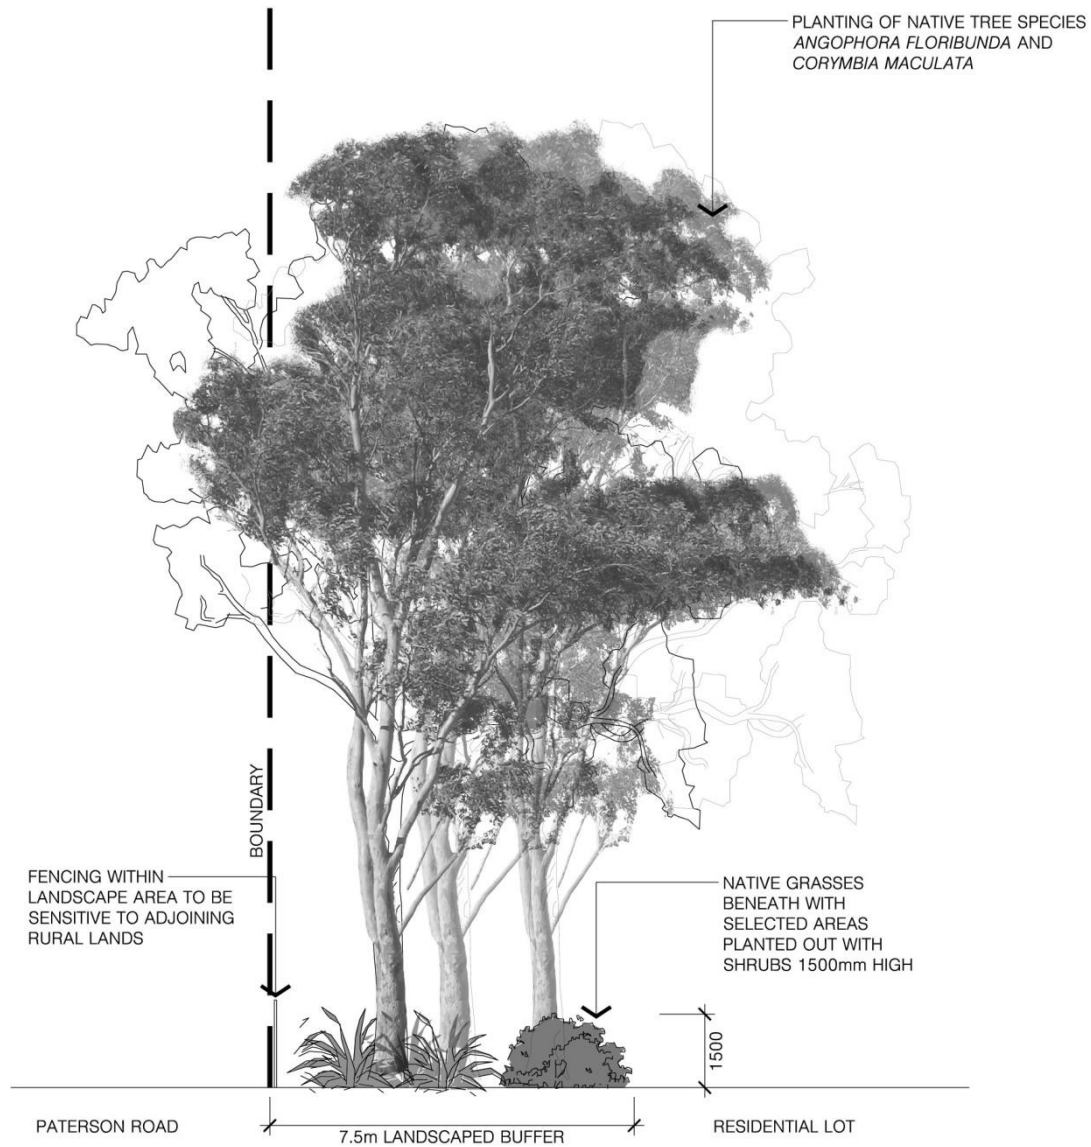 PLANTING OF NATIVE TREE SPECIES
ANGOPHORA FLORIBUNDA AND
CORYMBIA MACULATA
BOUNDARY
FENCING WITHIN
LANDSCAPE AREA TO BE
SENSITIVE TO ADJOINING
RURAL LANDS
NATIVE GRASSES
BENEATH WITH
SELECTED AREAS
PLANTED OUT WITH
SHRUBS 1500mm HIGH
1500
PATERSON ROAD
7.5m LANDSCAPED BUFFER
RESIDENTIAL LOT